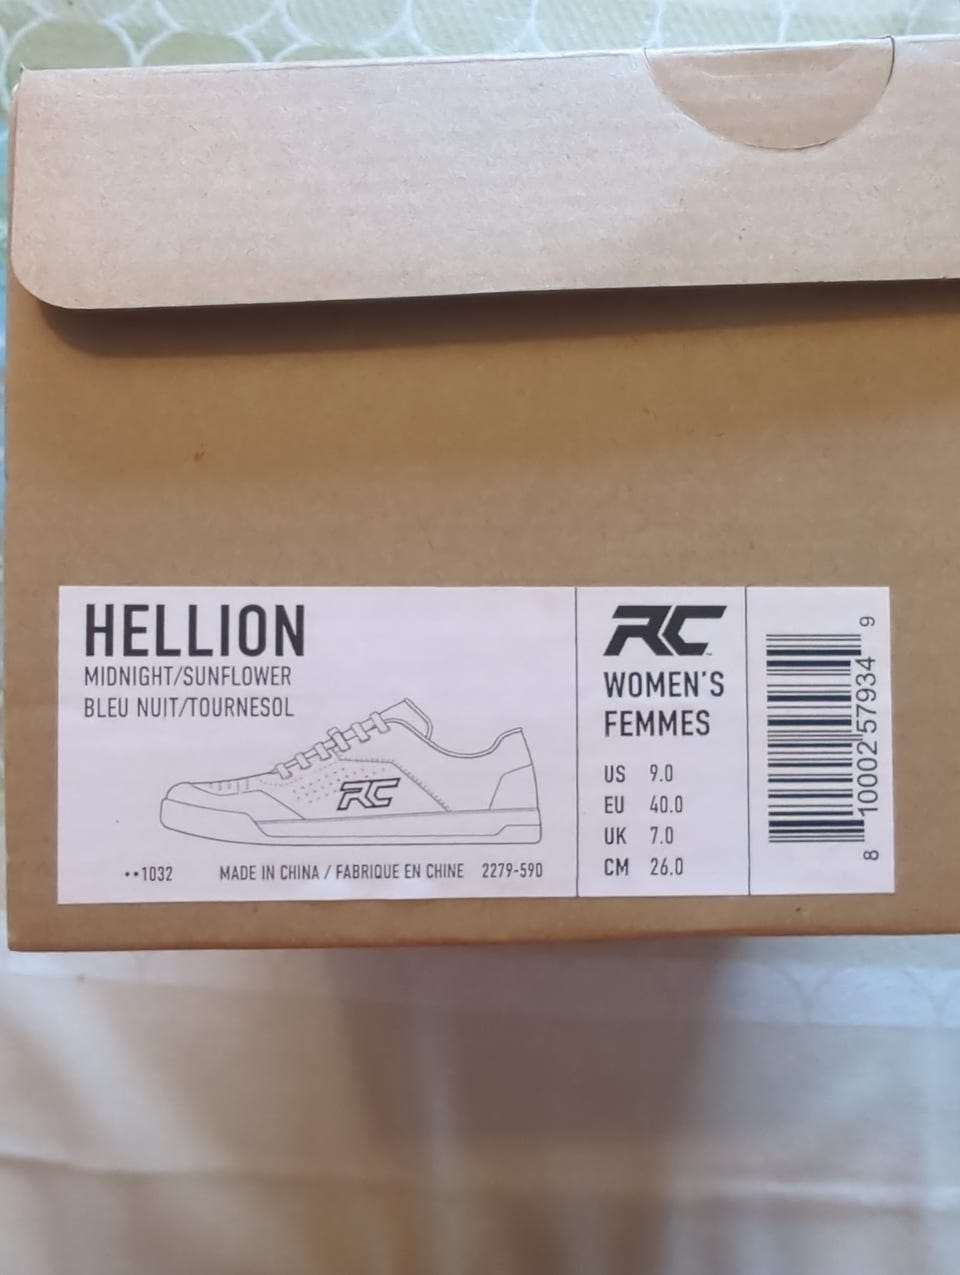 HELLION
MIDNIGHT/SUNFLOWER
BLEU NUIT/TOURNESOL
RC
••1032 MADE IN CHINA / FABRIQUE EN CHINE 2279-590
RC™
WOMEN'S
FEMMES
US 9.0
EU 40.0
UK 7.0
CM 26.0
8 10002 57934 9